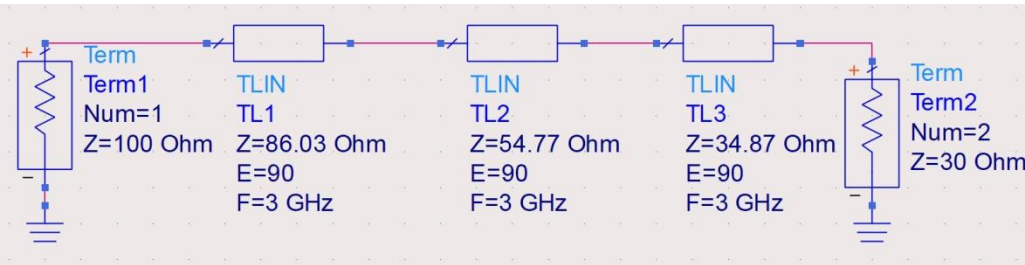 +
Term
Term1
Num=1
Z=100 Ohm
-
TLIN
TL1
Z=86.03 Ohm
E=90
F=3 GHz
TLIN
TL2
Z=54.77 Ohm
E=90
F=3 GHz
TLIN
TL3
Z=34.87 Ohm
E=90
F=3 GHz
+
Term
Term2
Num=2
Z=30 Ohm
-